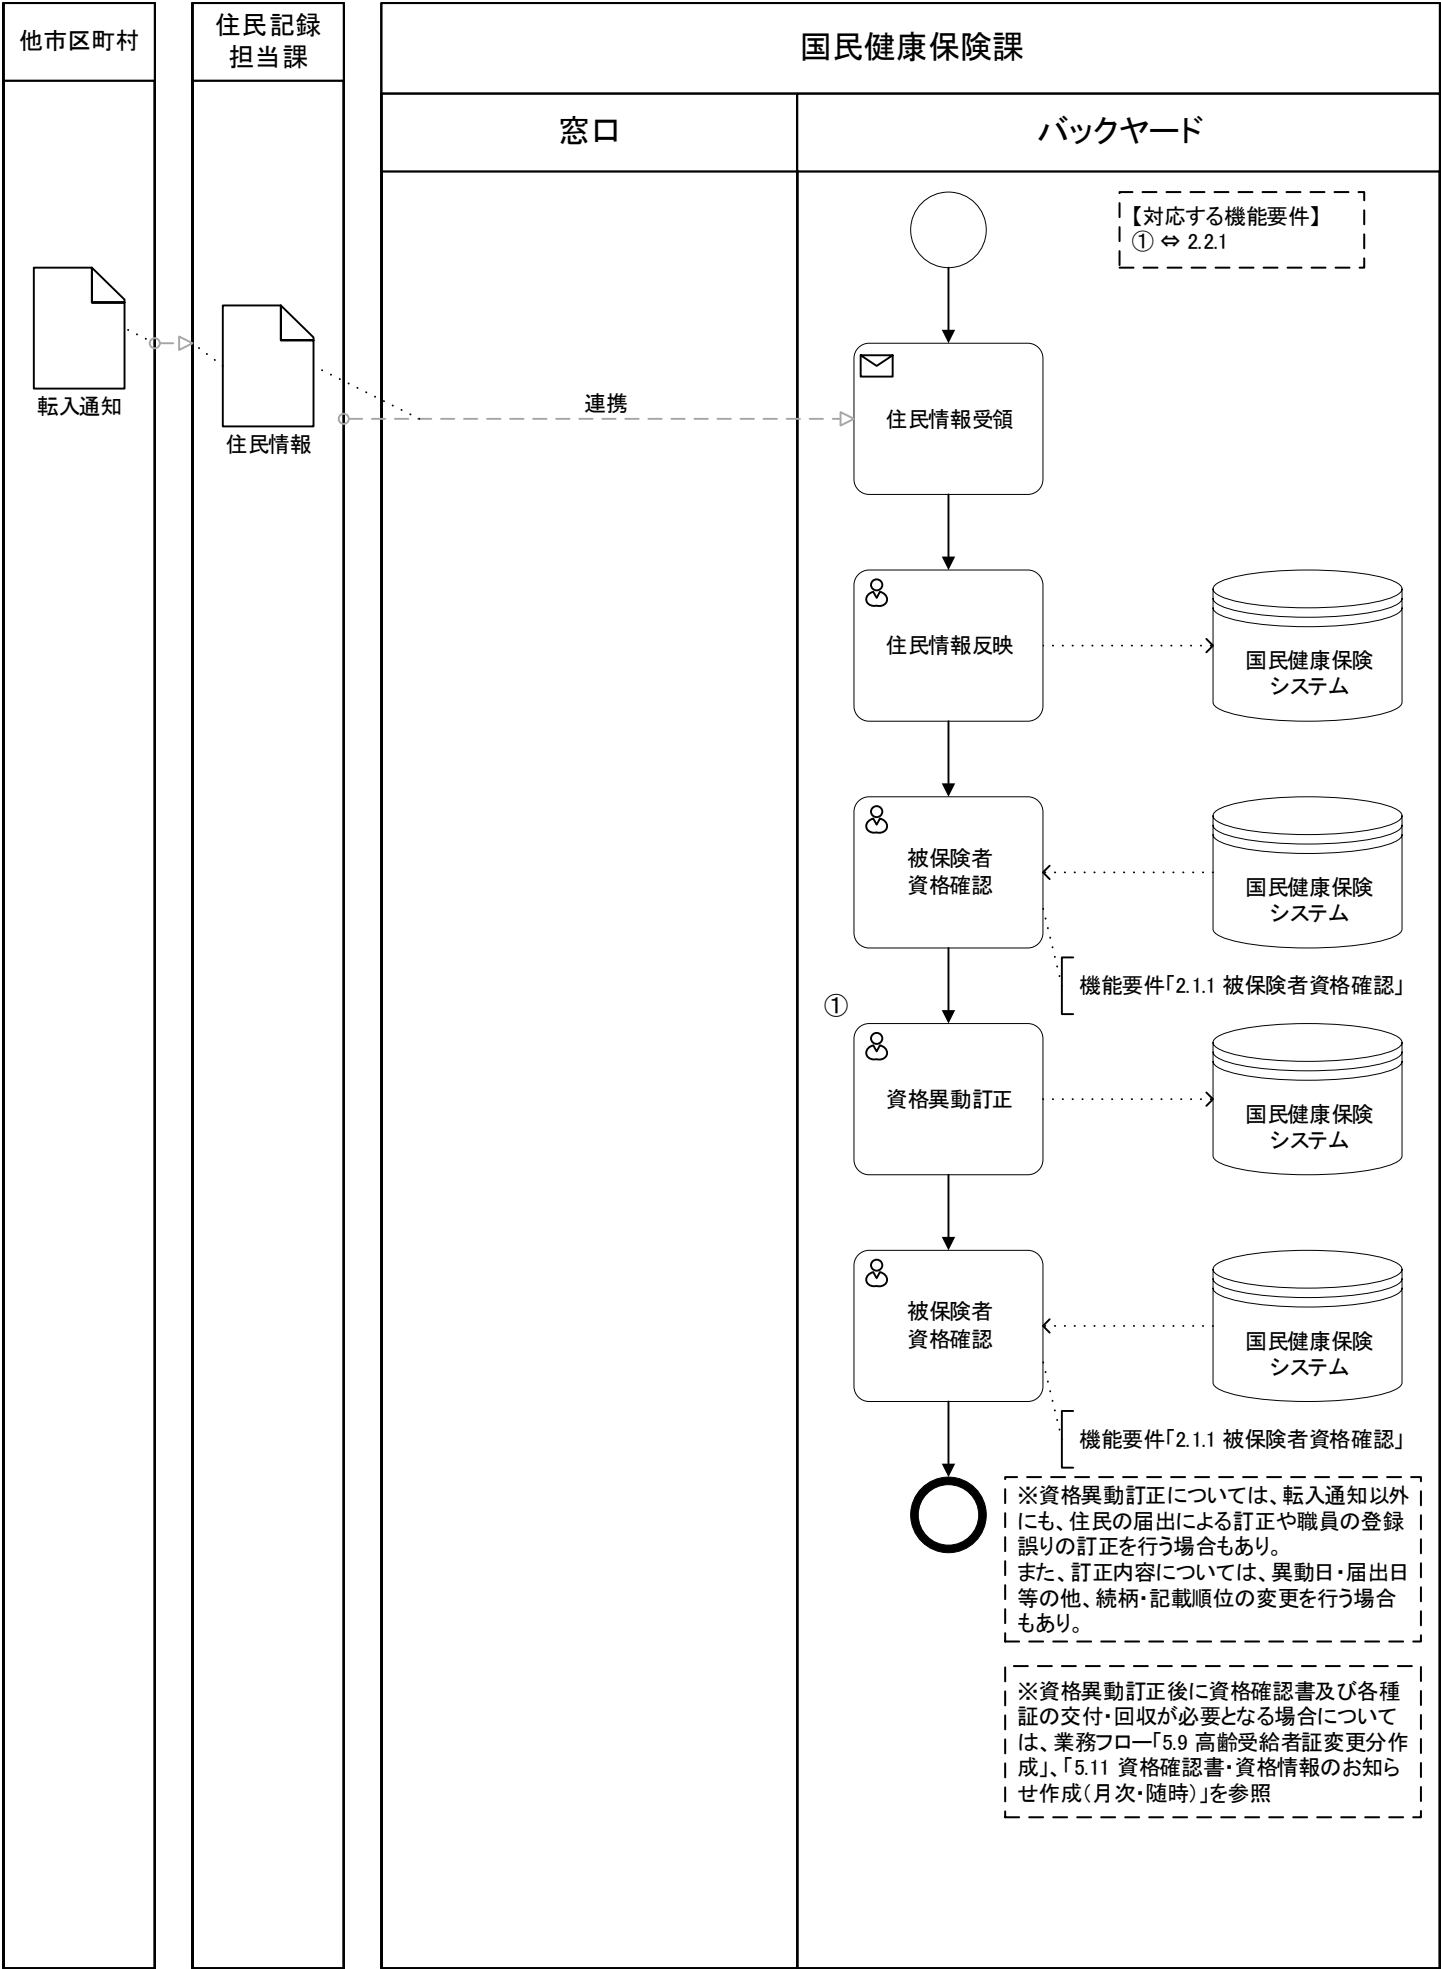 他市区町村
住民記録
担当課
国民健康保険課
窓口
バックヤード
【対応する機能要件】
① ⇔ 2.2.1
転入通知
住民情報
連携
住民情報受領
住民情報反映
国民健康保険
システム
被保険者
資格確認
国民健康保険
システム
機能要件「2.1.1 被保険者資格確認」
①
資格異動訂正
国民健康保険
システム
被保険者
資格確認
国民健康保険
システム
機能要件「2.1.1 被保険者資格確認」
※資格異動訂正については、転入通知以外
にも、住民の届出による訂正や職員の登録
誤りの訂正を行う場合もあり。
また、訂正内容については、異動日・届出日
等の他、続柄・記載順位の変更を行う場合
もあり。
※資格異動訂正後に資格確認書及び各種
証の交付・回収が必要となる場合について
は、業務フロー「5.9 高齢受給者証変更分作
成」、「5.11 資格確認書・資格情報のお知ら
せ作成（月次・随時）」を参照